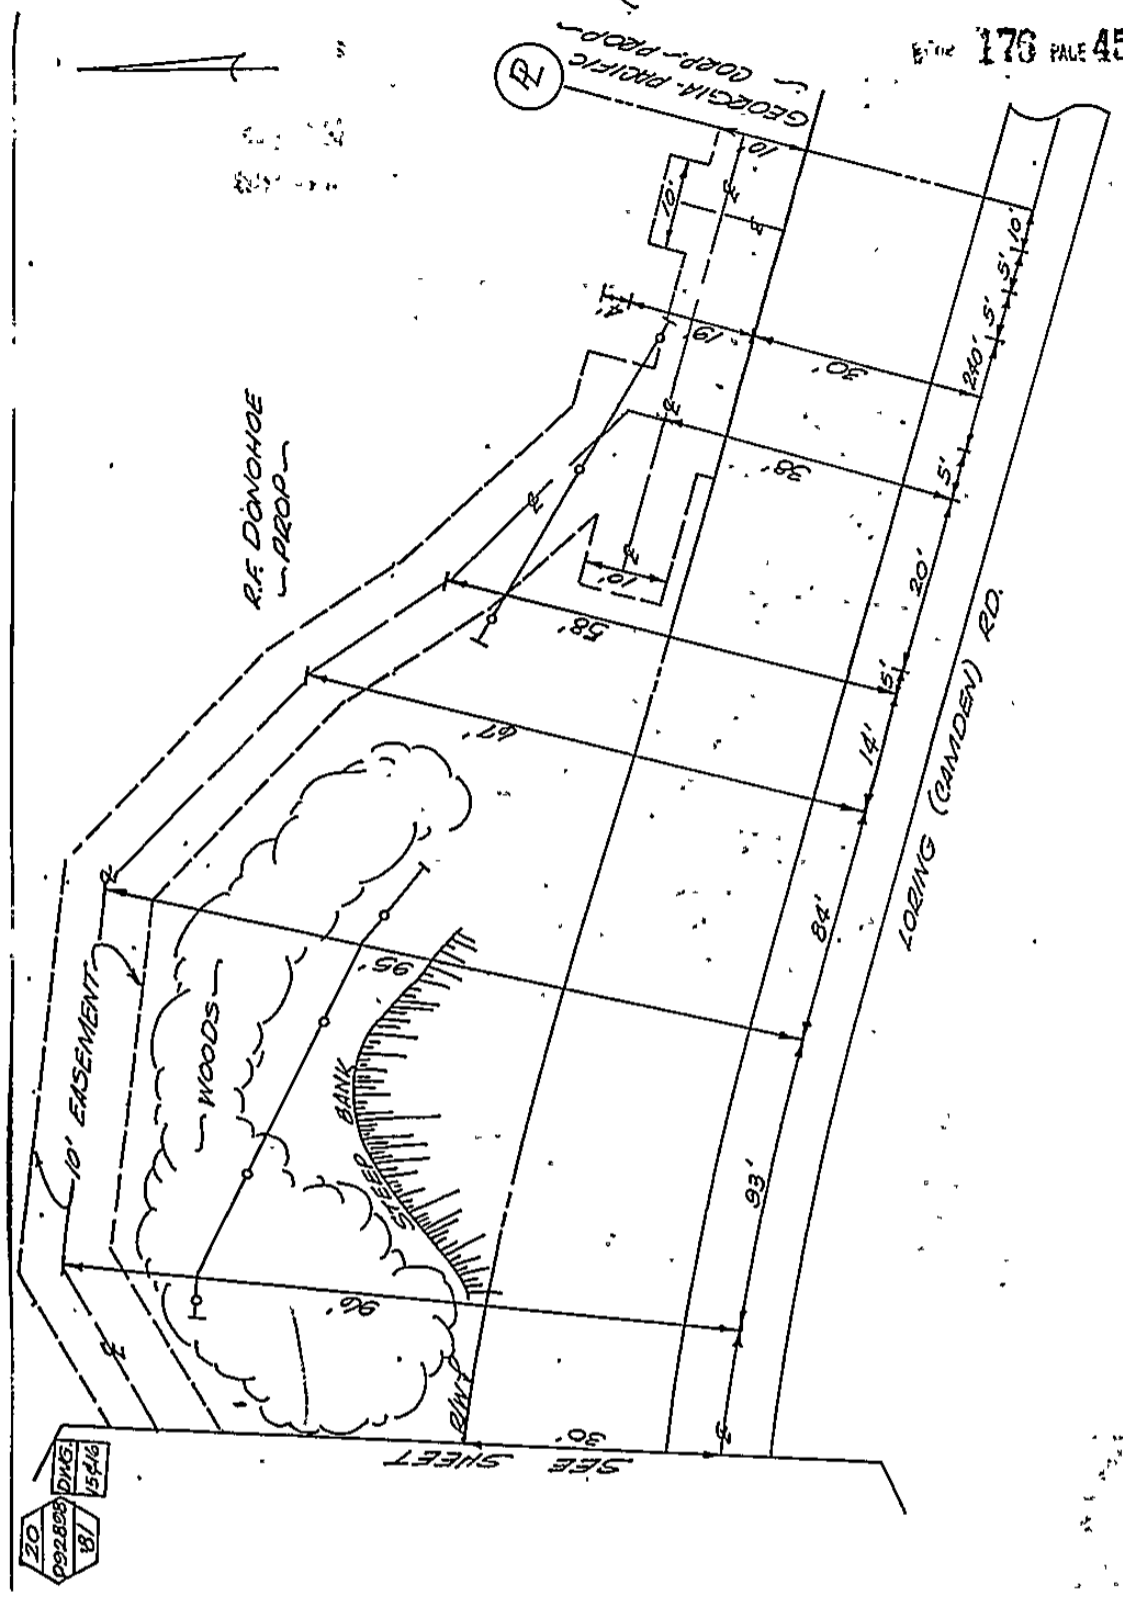 176 PAGE 45
GEORGIA-PACIFIC
CORP. PROP
PL
R.F. DONOHOE
PROP
10' EASEMENT
WOODS
STEEP BANK
R/W
SEE SHEET
LORING (CAMDEN) RD.
96'
95'
67'
58'
38'
30'
19'
4'
10'
10'
10'
30'
93'
84'
14'
5'
20'
5'
240'
5'
5'
10'
20
092898
81
DWG.
15416